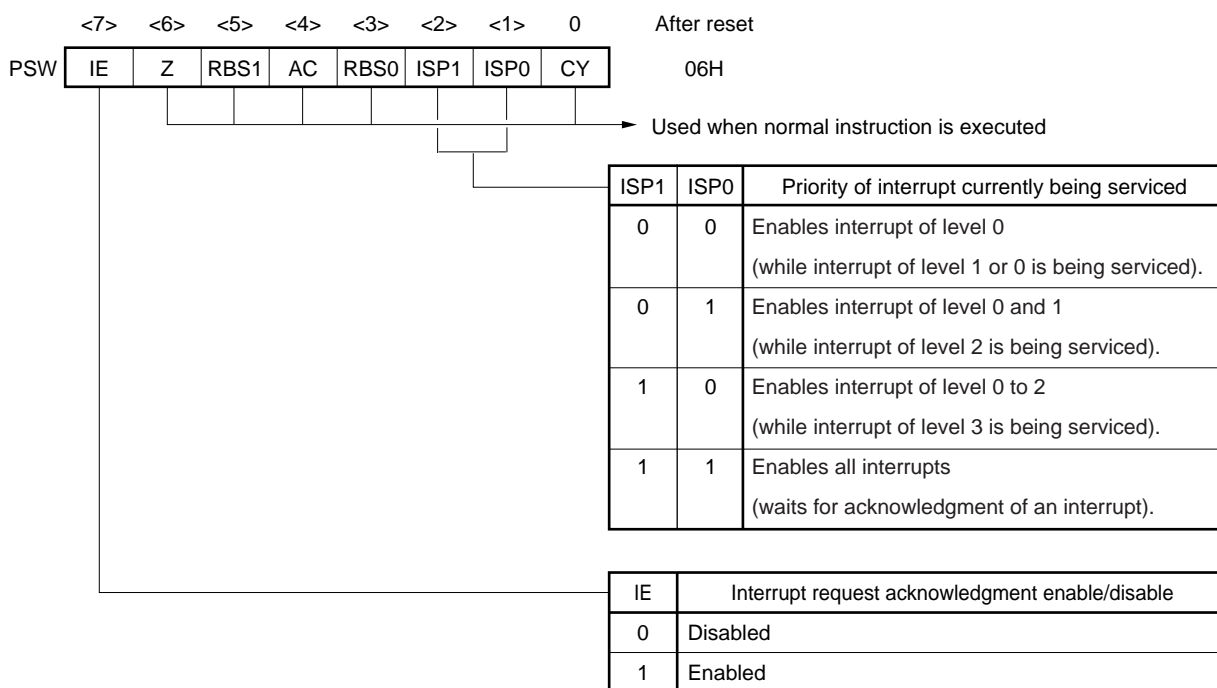 <7> <6> <5> <4> <3> <2> <1> 0 After reset
PSW IE Z RBS1 AC RBS0 ISP1 ISP0 CY 06H
Used when normal instruction is executed
ISP1 ISP0 Priority of interrupt currently being serviced
0 0 Enables interrupt of level 0
(while interrupt of level 1 or 0 is being serviced).
0 1 Enables interrupt of level 0 and 1
(while interrupt of level 2 is being serviced).
1 0 Enables interrupt of level 0 to 2
(while interrupt of level 3 is being serviced).
1 1 Enables all interrupts
(waits for acknowledgment of an interrupt).
IE Interrupt request acknowledgment enable/disable
0 Disabled
1 Enabled